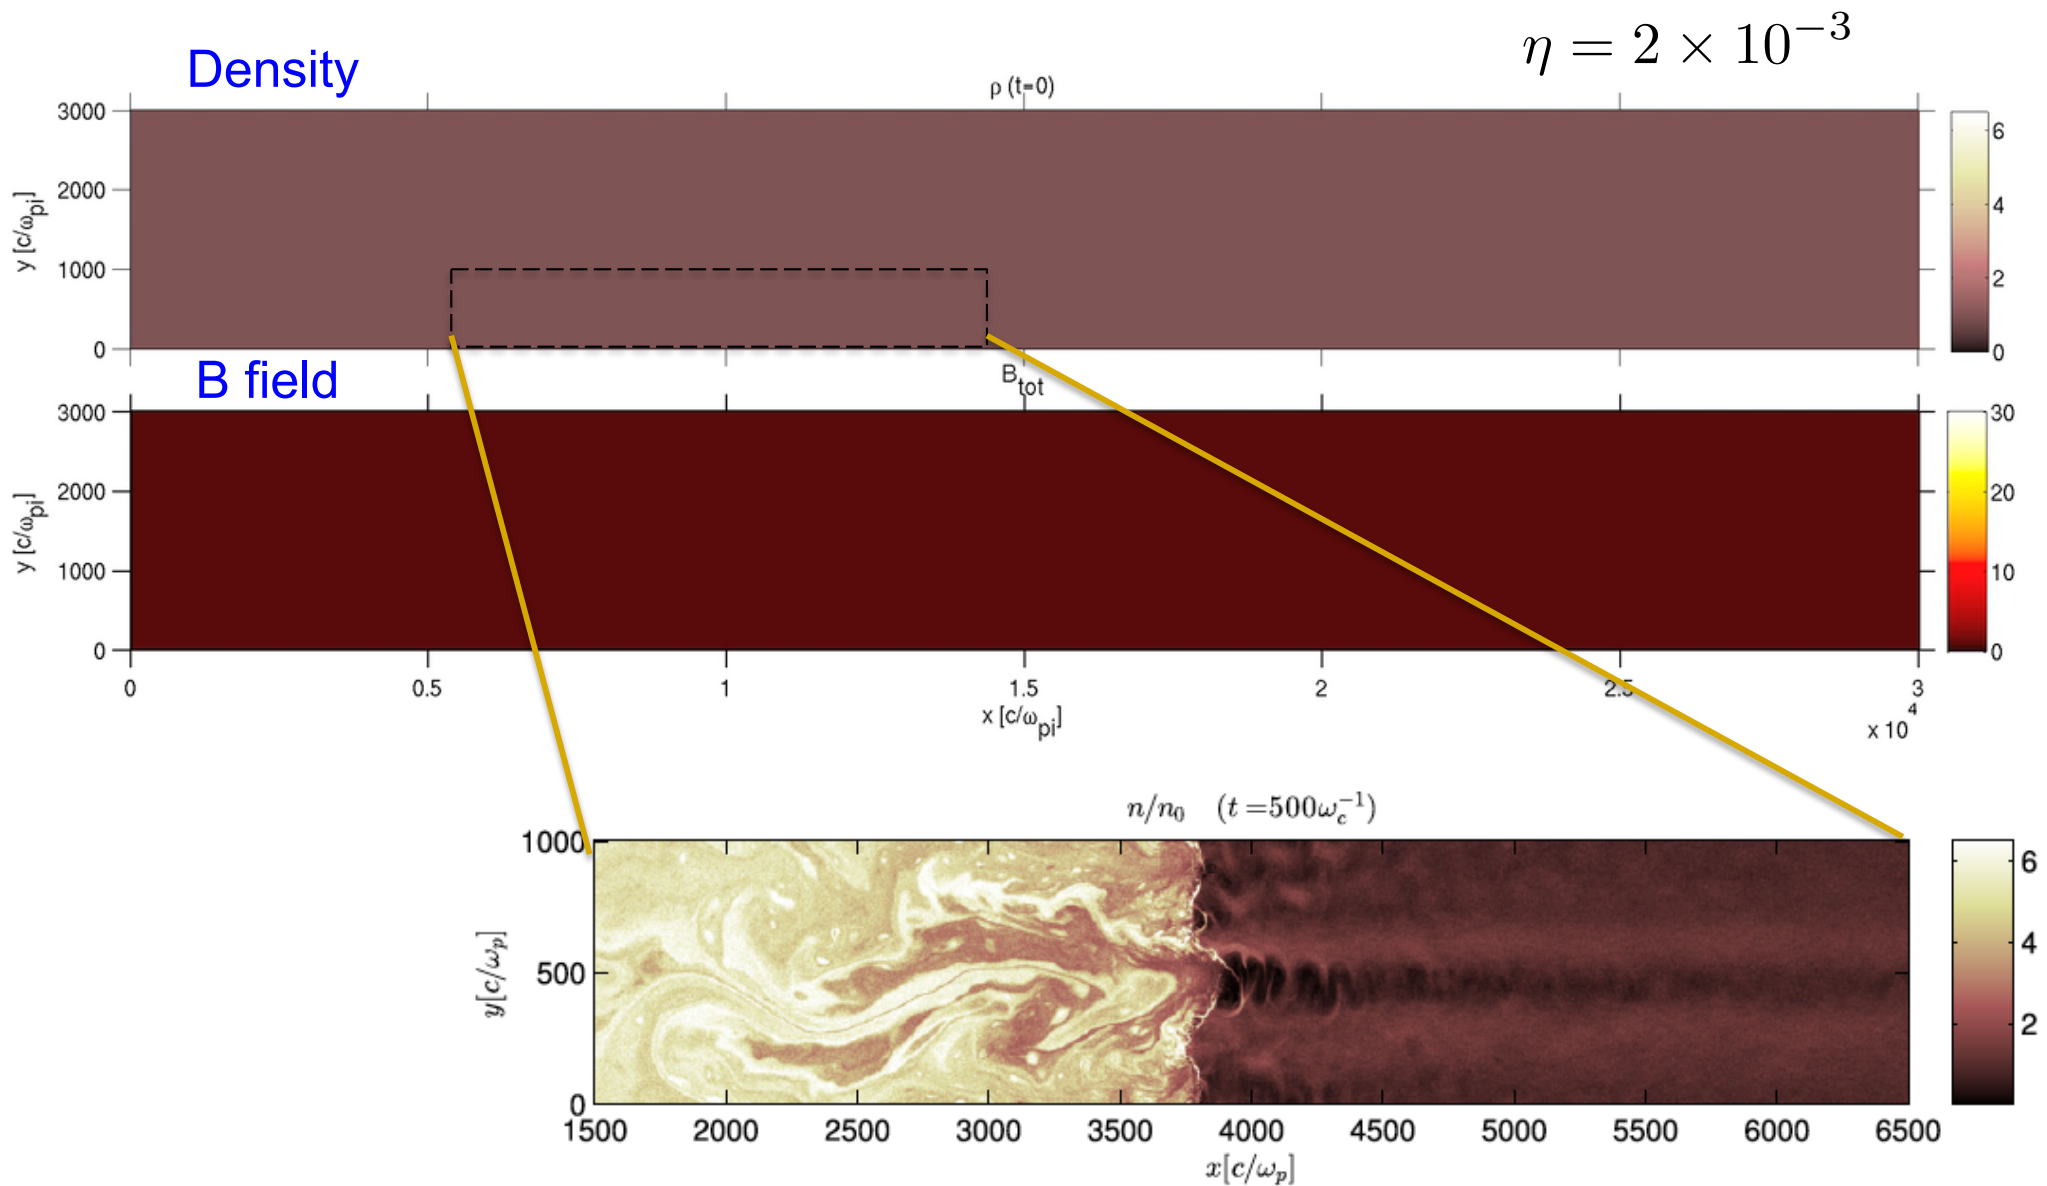 η = 2 × 10⁻³
Density
ρ (t=0)
3000
2000
1000
0
y [c/ω_pi]
6
4
2
0
B field
B_tot
3000
2000
1000
0
y [c/ω_pi]
30
20
10
0
0 0.5 1 1.5 2 2.5 3
x [c/ω_pi]
x 10⁴
n/n₀ (t=500ω_c⁻¹)
1000
500
0
y[c/ω_p]
6
4
2
1500 2000 2500 3000 3500 4000 4500 5000 5500 6000 6500
x[c/ω_p]